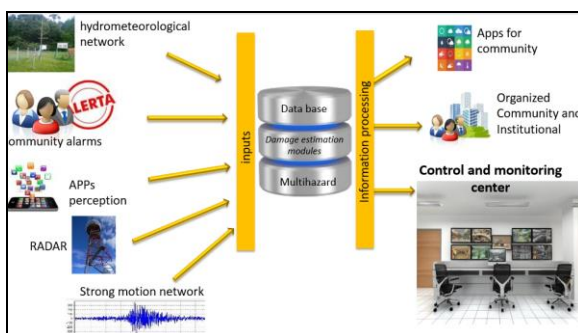 hydrometeorological
network
LERTA
ommunity alarms
APPs
perception
RADAR
Strong motion network
inputs
Data base
Damage estimation
modules
Multihazard
Information processing
Apps for
community
Organized
Community and
Institutional
Control and monitoring
center